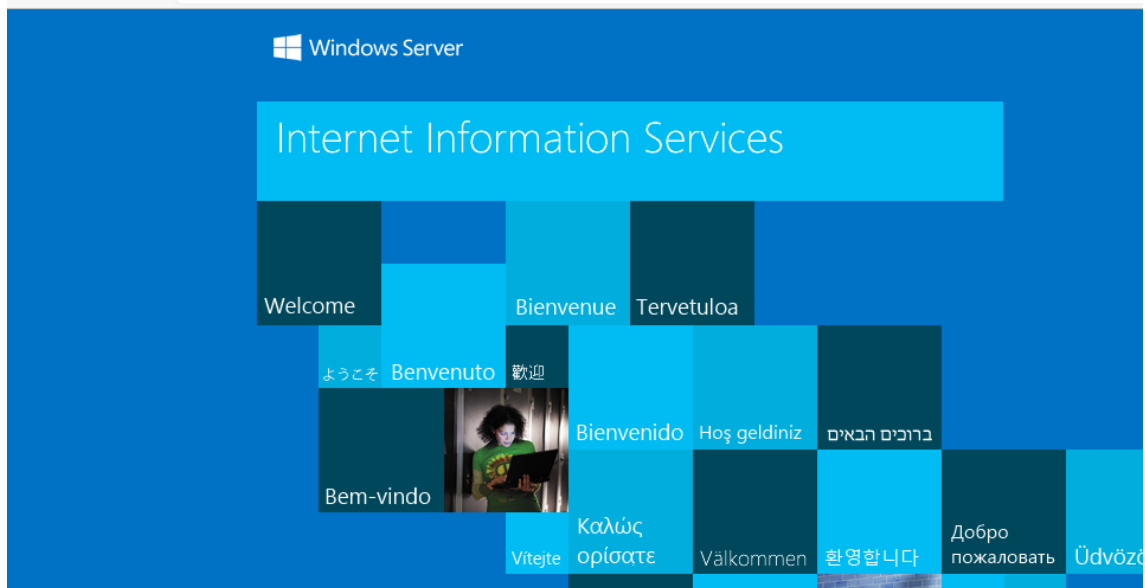 Windows Server
Internet Information Services
Welcome
Bienvenue
Tervetuloa
ようこそ
Benvenuto
歡迎
Bienvenido
Hoş geldiniz
ברוכים הבאים
Bem-vindo
Vítejte
Καλώς
ορίσατε
Välkommen
환영합니다
Добро
пожаловать